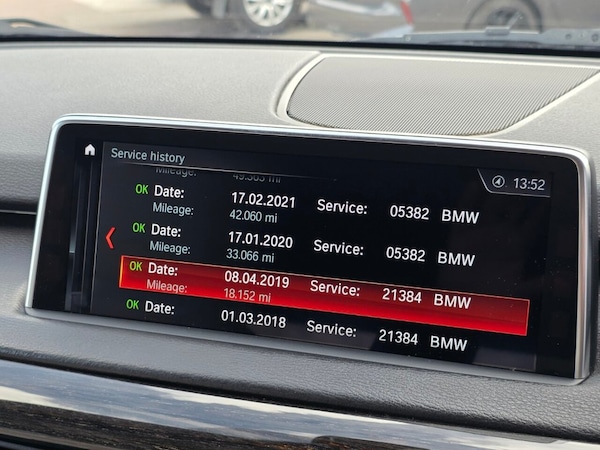 Service history
13:52
mi
OK Date: 17.02.2021 Service: 05382 BMW
Mileage: 42.060 mi
OK Date: 17.01.2020 Service: 05382 BMW
Mileage: 33.066 mi
OK Date: 08.04.2019 Service: 21384 BMW
Mileage: 18.152 mi
OK Date: 01.03.2018 Service: 21384 BMW